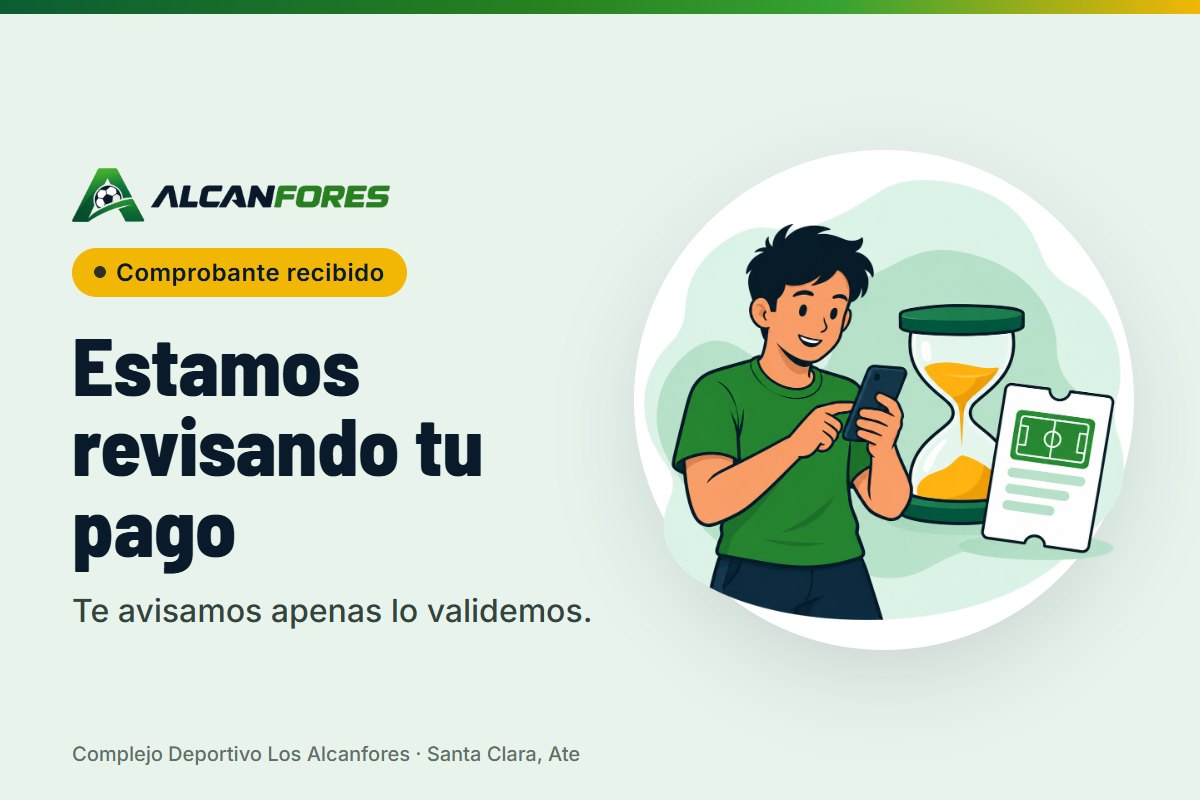 ALCANFORES
Comprobante recibido
Estamos
revisando tu
pago
Te avisamos apenas lo validemos.
Complejo Deportivo Los Alcanfores · Santa Clara, Ate